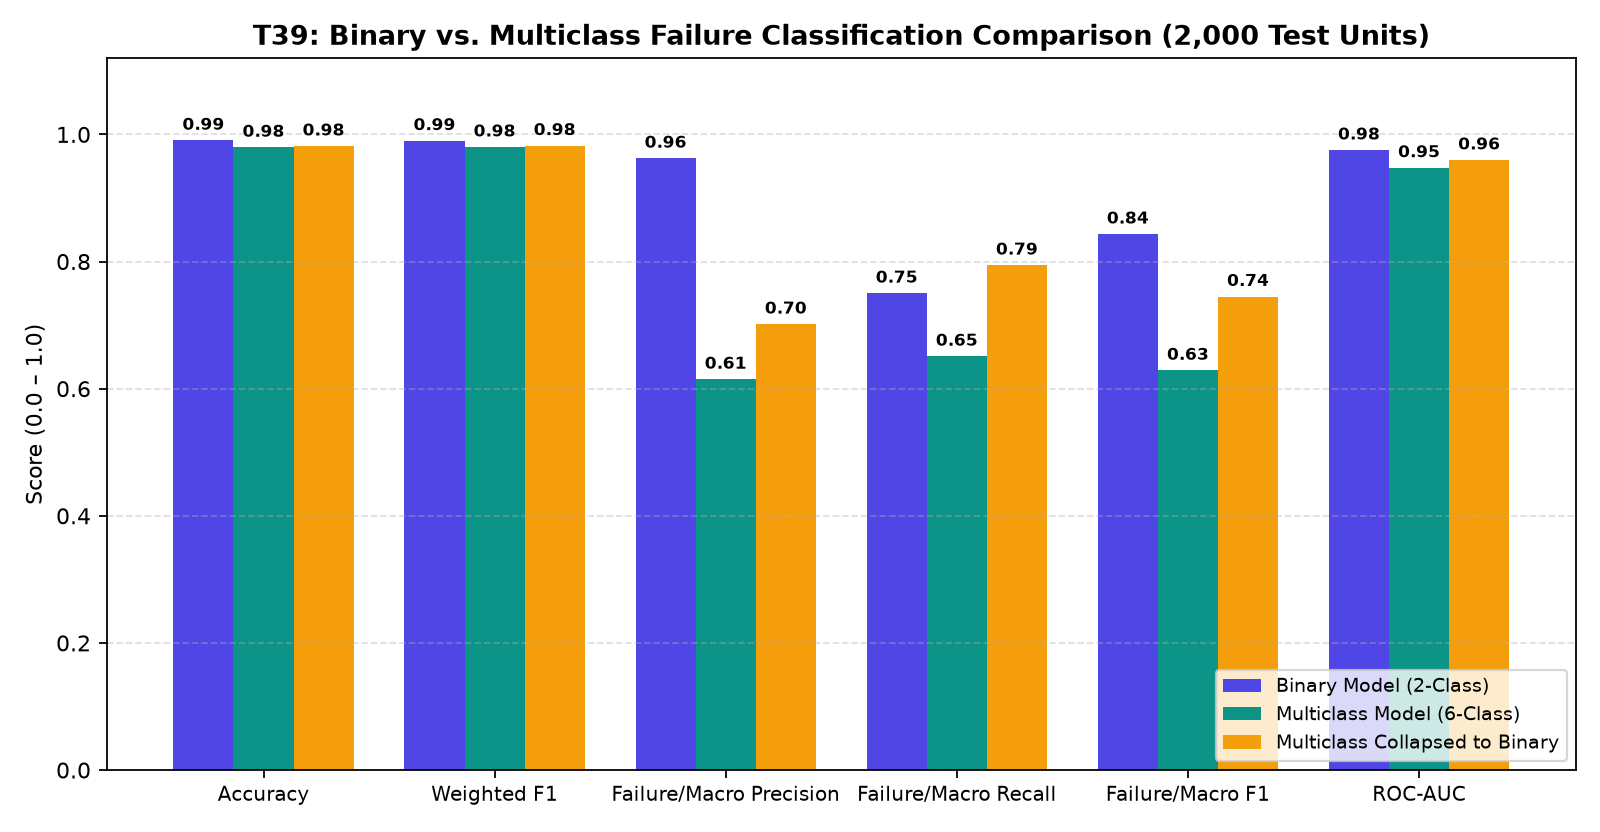 T39: Binary vs. Multiclass Failure Classification Comparison (2,000 Test Units)
Score (0.0 – 1.0)
1.0
0.8
0.6
0.4
0.2
0.0
0.99 0.98 0.98
0.99 0.98 0.98
0.96 0.61 0.70
0.75 0.65 0.79
0.84 0.63 0.74
0.98 0.95 0.96
Accuracy Weighted F1 Failure/Macro Precision Failure/Macro Recall Failure/Macro F1 ROC-AUC
Binary Model (2-Class)
Multiclass Model (6-Class)
Multiclass Collapsed to Binary